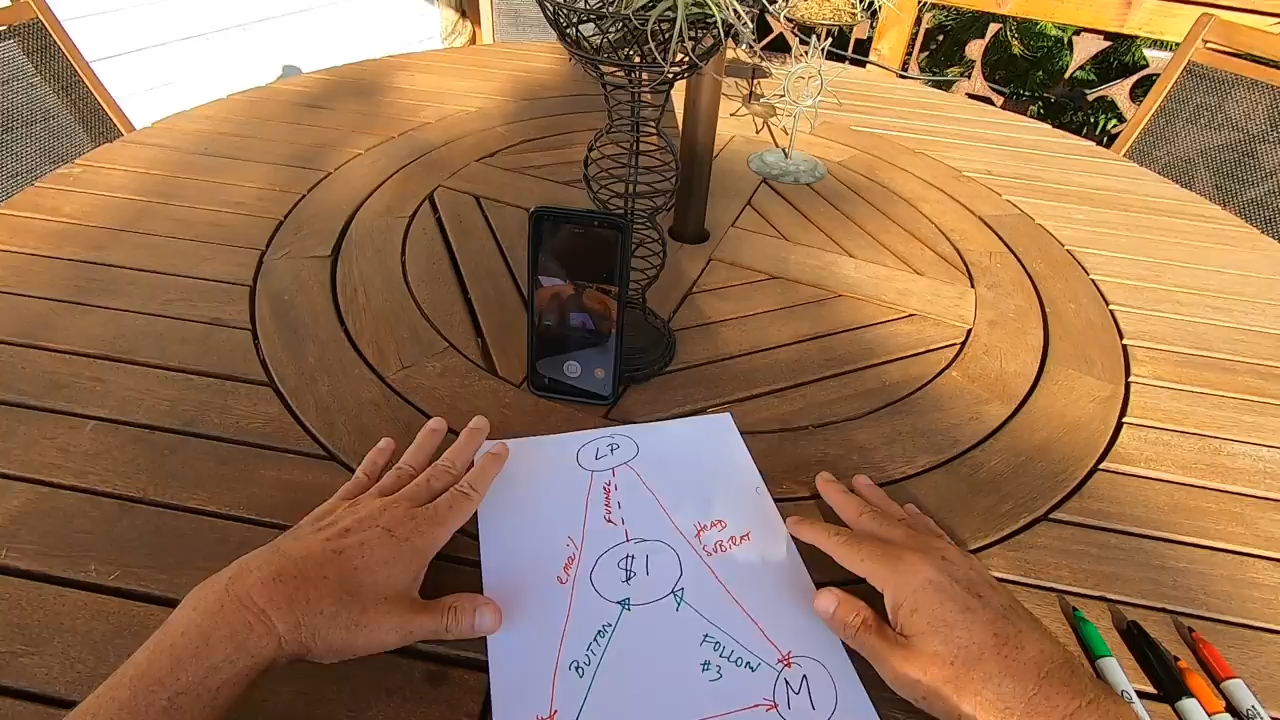 LP
FUNNEL
HEAD
SUBTRAT
email
$1
BUTTON
FOLLOW
#3
M